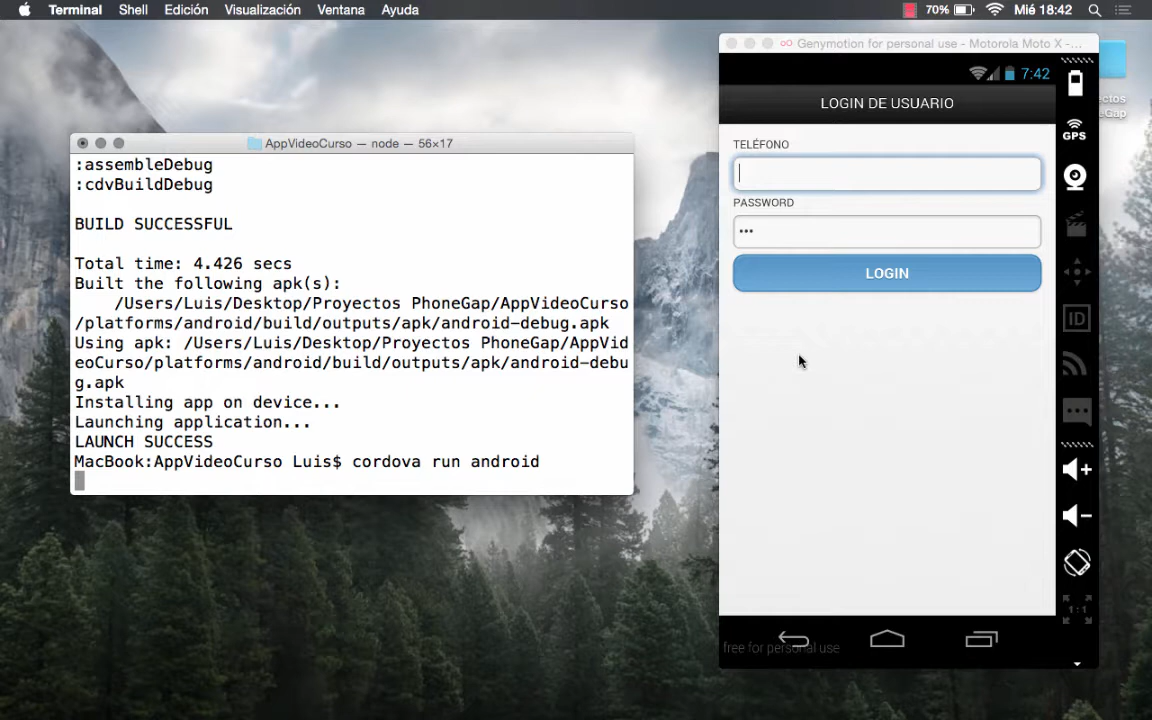 Terminal Shell Edición Visualización Ventana Ayuda 70% Mié 18:42
AppVideoCurso — node — 56×17
:assembleDebug
:cdvBuildDebug
BUILD SUCCESSFUL
Total time: 4.426 secs
Built the following apk(s):
/Users/Luis/Desktop/Proyectos PhoneGap/AppVideoCurso
/platforms/android/build/outputs/apk/android-debug.apk
Using apk: /Users/Luis/Desktop/Proyectos PhoneGap/AppVid
eoCurso/platforms/android/build/outputs/apk/android-debu
g.apk
Installing app on device...
Launching application...
LAUNCH SUCCESS
MacBook:AppVideoCurso Luis$ cordova run android
Genymotion for personal use - Motorola Moto X -...
7:42
LOGIN DE USUARIO
TELÉFONO
PASSWORD
•••
LOGIN
free for personal use
GPS
ID
1:1
ectos
eGap